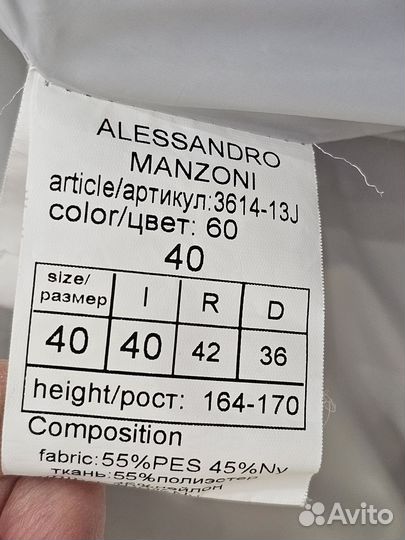 ALESSANDRO
MANZONI
article/артикул:3614-13J
color/цвет: 60
40
size/размер I R D
40 40 42 36
height/рост: 164-170
Composition
fabric:55%PES 45%Ny
ткань:55%полиэстер
Avito